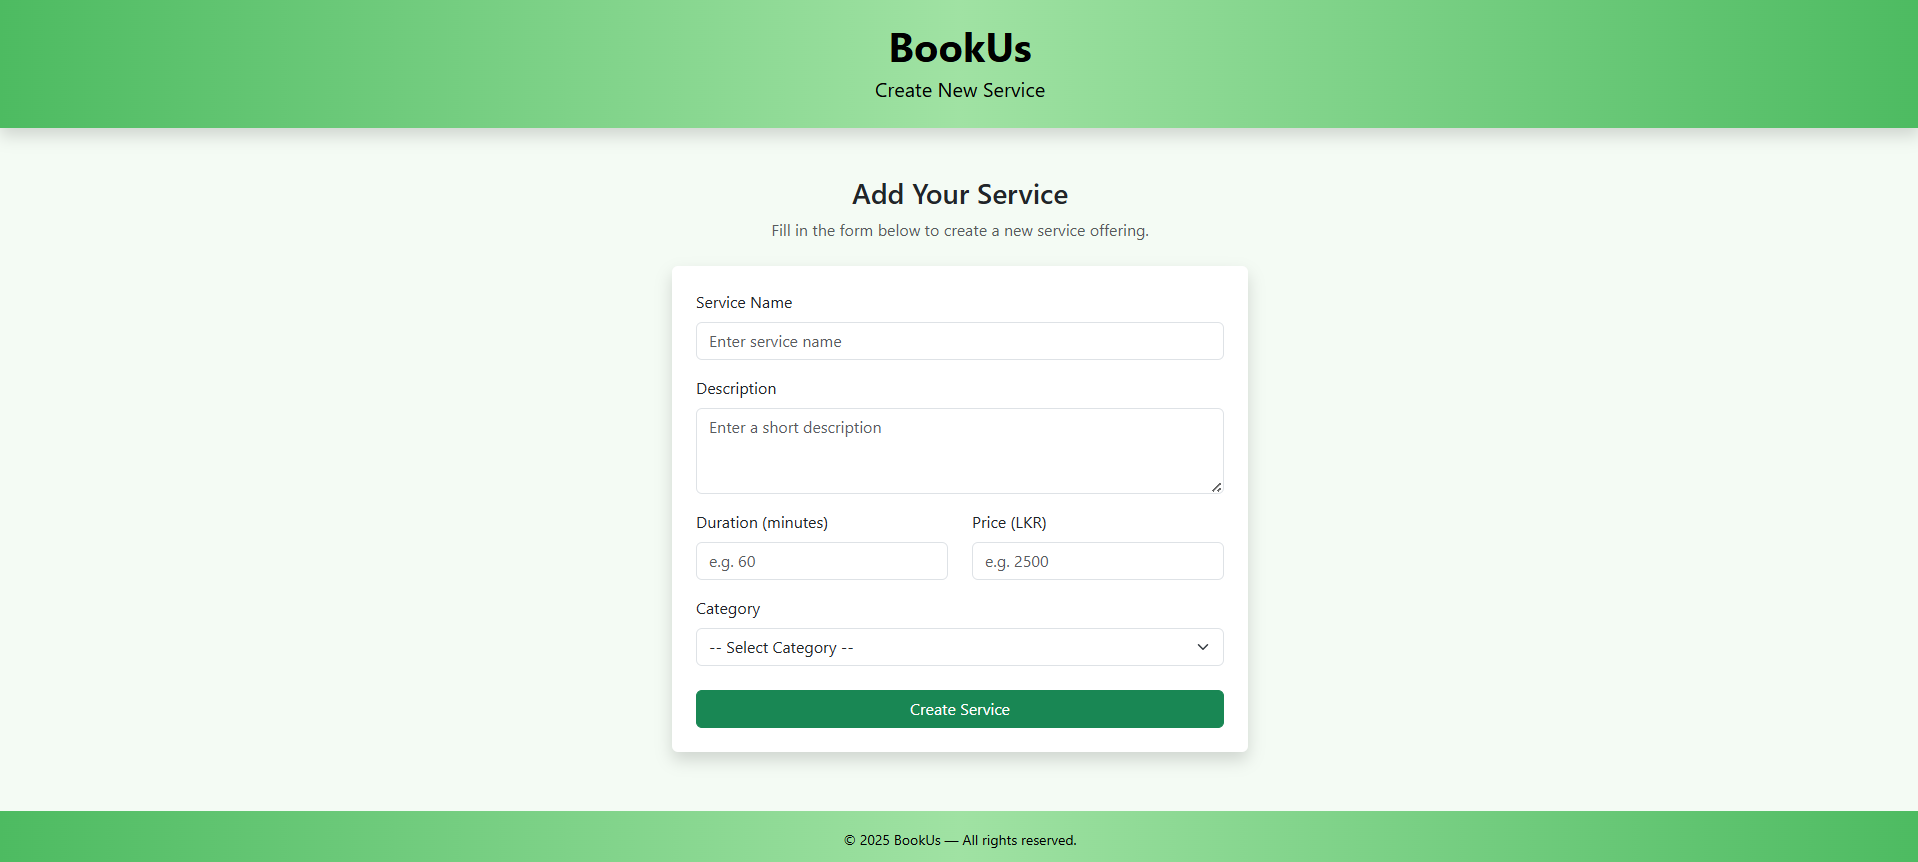 BookUs
Create New Service
Add Your Service
Fill in the form below to create a new service offering.
Service Name
Enter service name
Description
Enter a short description
Duration (minutes)
Price (LKR)
e.g. 60
e.g. 2500
Category
-- Select Category --
Create Service
© 2025 BookUs — All rights reserved.